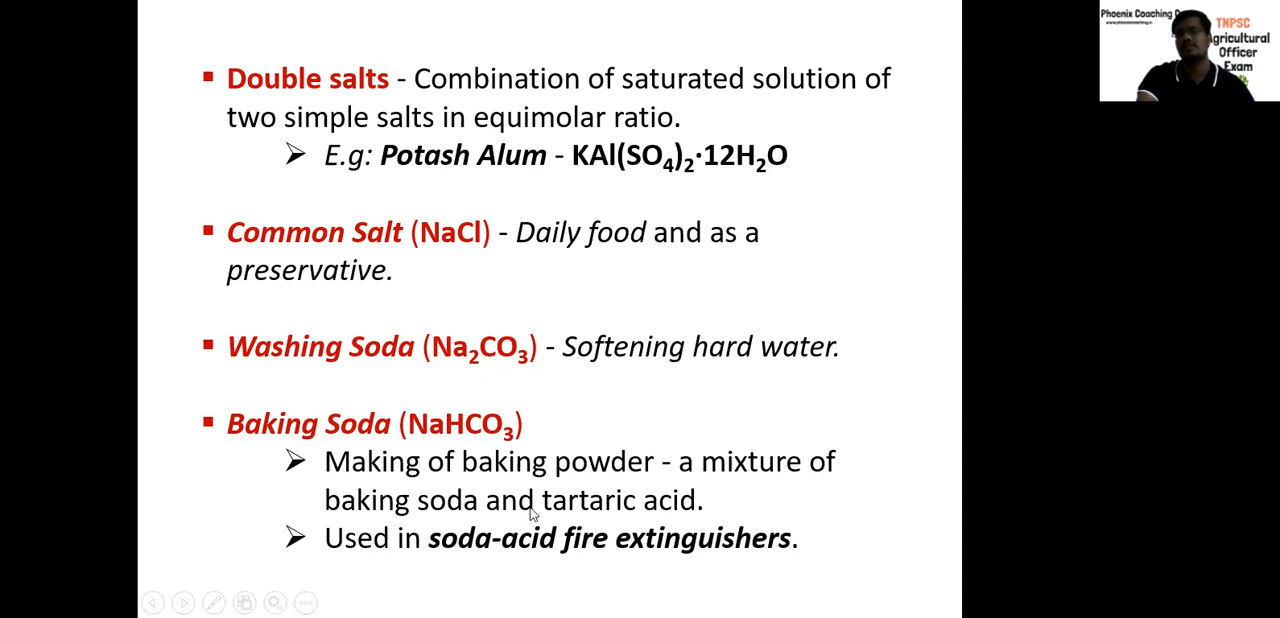 Double salts - Combination of saturated solution of
two simple salts in equimolar ratio.
E.g: Potash Alum - KAl(SO₄)₂·12H₂O
Common Salt (NaCl) - Daily food and as a
preservative.
Washing Soda (Na₂CO₃) - Softening hard water.
Baking Soda (NaHCO₃)
Making of baking powder - a mixture of
baking soda and tartaric acid.
Used in soda-acid fire extinguishers.
Phoenix Coaching
TNPSC
Officer
Exam